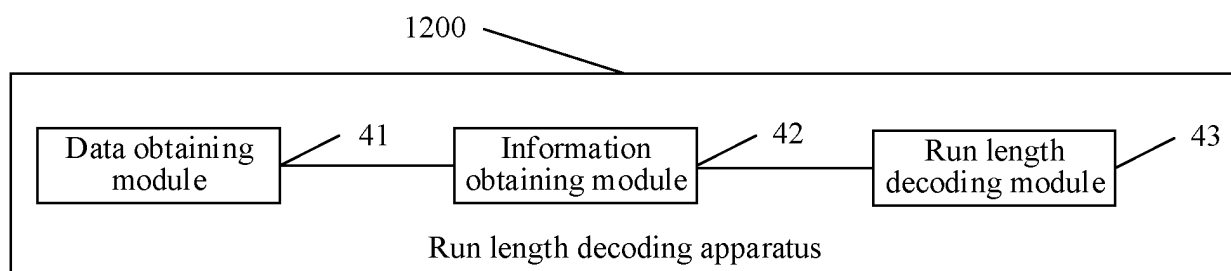 1200
Data obtaining
module
41
Information
obtaining module
42
Run length
decoding module
43
Run length decoding apparatus